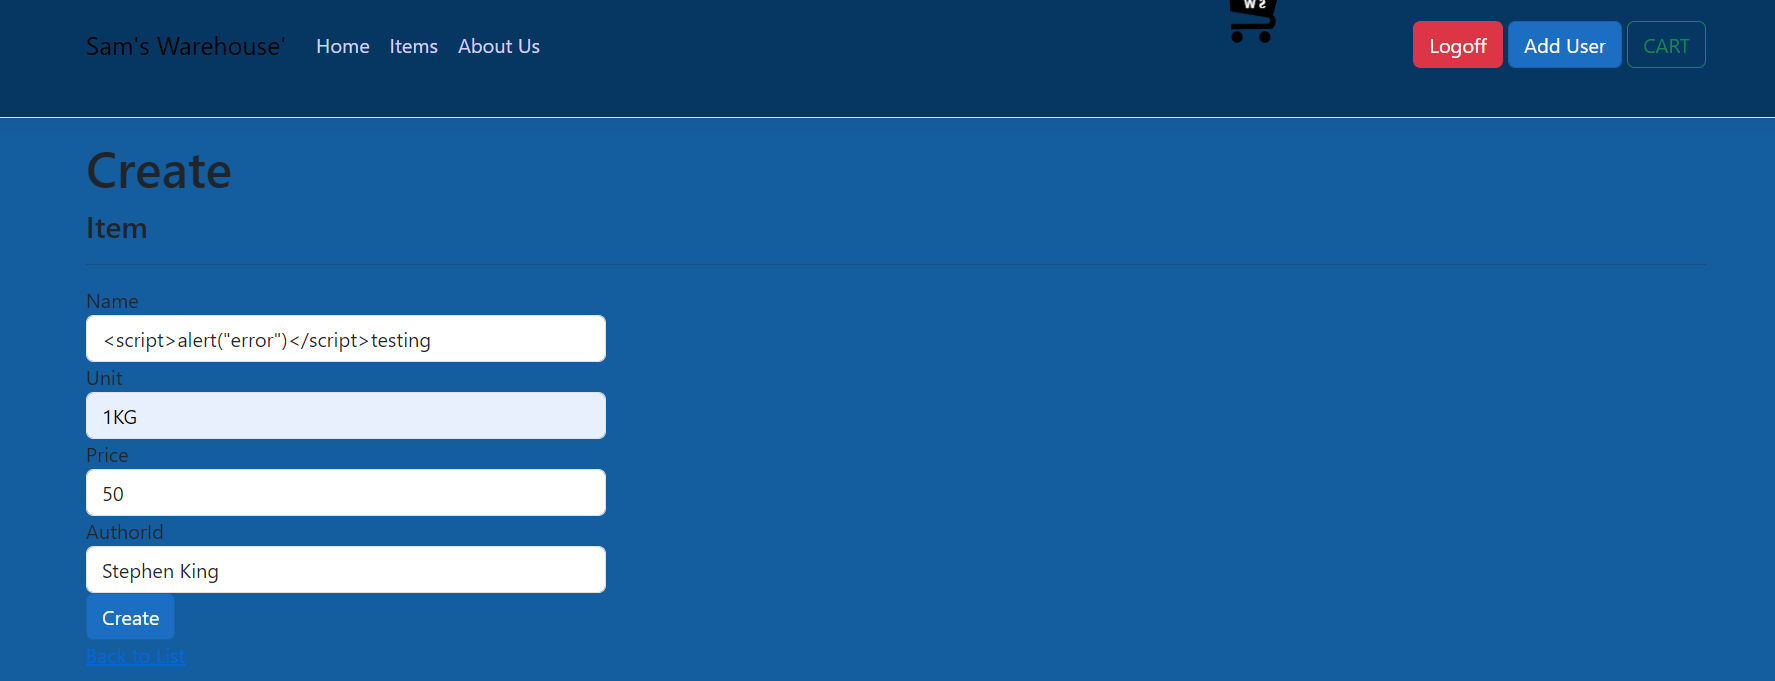 SW
Sam's Warehouse' Home Items About Us Logoff Add User CART
Create
Item
Name
<script>alert("error")</script>testing
Unit
1KG
Price
50
AuthorId
Stephen King
Create
Back to List